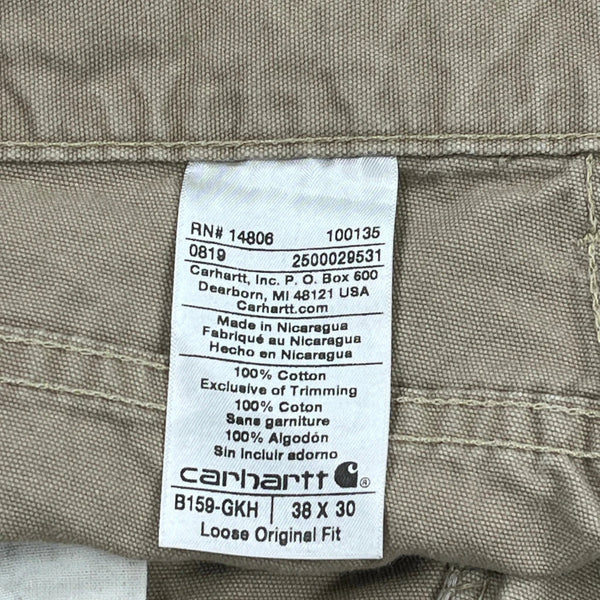 RN# 14806 100135
0819 2500029531
Carhartt, Inc. P. O. Box 600
Dearborn, MI 48121 USA
Carhartt.com
Made in Nicaragua
Fabriqué au Nicaragua
Hecho en Nicaragua
100% Cotton
Exclusive of Trimming
100% Coton
Sans garniture
100% Algodón
Sin Incluir adorno
carhartt ®
B159-GKH 38 X 30
Loose Original Fit